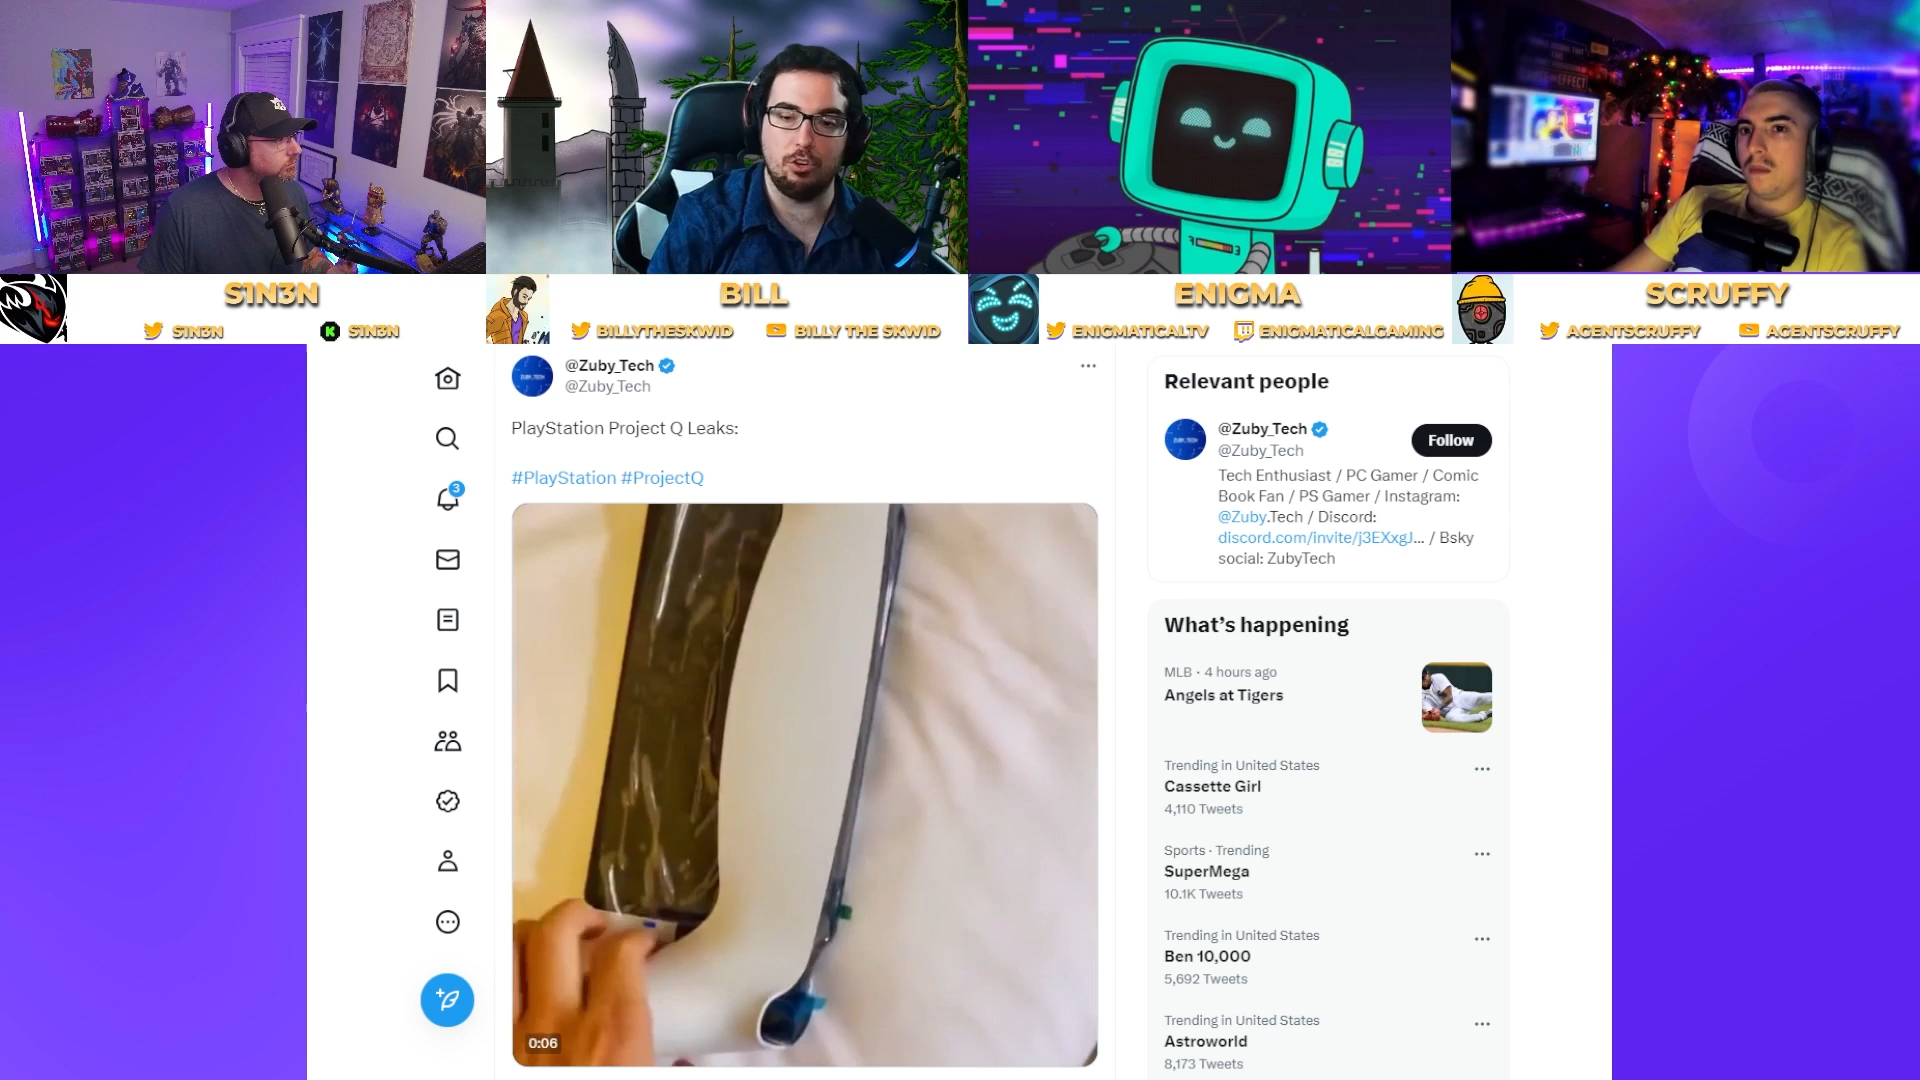 EFFECT
S1N3N
S1N3N
S1N3N
BILL
BILLYTHESKWID
BILLY THE SKWID
ENIGMA
ENIGMATICALTV
ENIGMATICALGAMING
SCRUFFY
AGENTSCRUFFY
AGENTSCRUFFY
@Zuby_Tech
@Zuby_Tech
PlayStation Project Q Leaks:
#PlayStation #ProjectQ
0:06
3
Relevant people
@Zuby_Tech
@Zuby_Tech
Follow
Tech Enthusiast / PC Gamer / Comic
Book Fan / PS Gamer / Instagram:
@Zuby.Tech / Discord:
discord.com/invite/j3EXxgJ... / Bsky
social: ZubyTech
What's happening
MLB · 4 hours ago
Angels at Tigers
Trending in United States
Cassette Girl
4,110 Tweets
Sports · Trending
SuperMega
10.1K Tweets
Trending in United States
Ben 10,000
5,692 Tweets
Trending in United States
Astroworld
8,173 Tweets